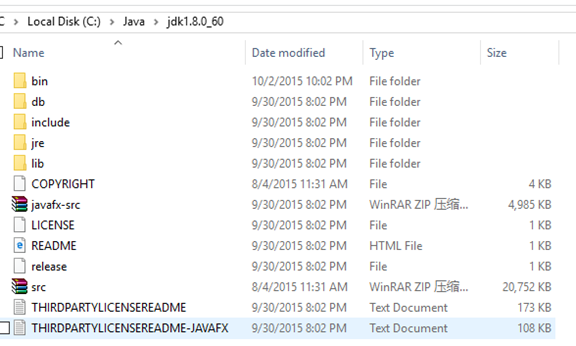 C > Local Disk (C:) > Java > jdk1.8.0_60
Name Date modified Type Size
bin 10/2/2015 10:02 PM File folder
db 9/30/2015 8:02 PM File folder
include 9/30/2015 8:02 PM File folder
jre 9/30/2015 8:02 PM File folder
lib 9/30/2015 8:02 PM File folder
COPYRIGHT 8/4/2015 11:31 AM File 4 KB
javafx-src 9/30/2015 8:02 PM WinRAR ZIP 压缩... 4,985 KB
LICENSE 9/30/2015 8:02 PM File 1 KB
README 9/30/2015 8:02 PM HTML File 1 KB
release 9/30/2015 8:02 PM File 1 KB
src 8/4/2015 11:31 AM WinRAR ZIP 压缩... 20,752 KB
THIRDPARTYLICENSEREADME 9/30/2015 8:02 PM Text Document 173 KB
THIRDPARTYLICENSEREADME-JAVAFX 9/30/2015 8:02 PM Text Document 108 KB